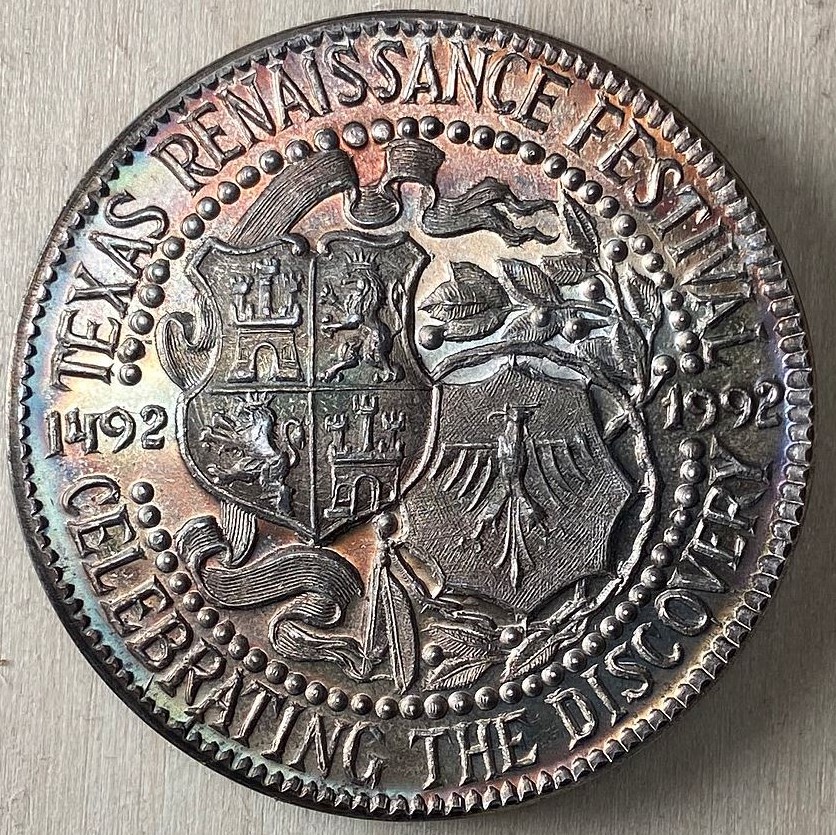 TEXAS RENAISSANCE FESTIVAL
1492
1992
CELEBRATING THE DISCOVERY